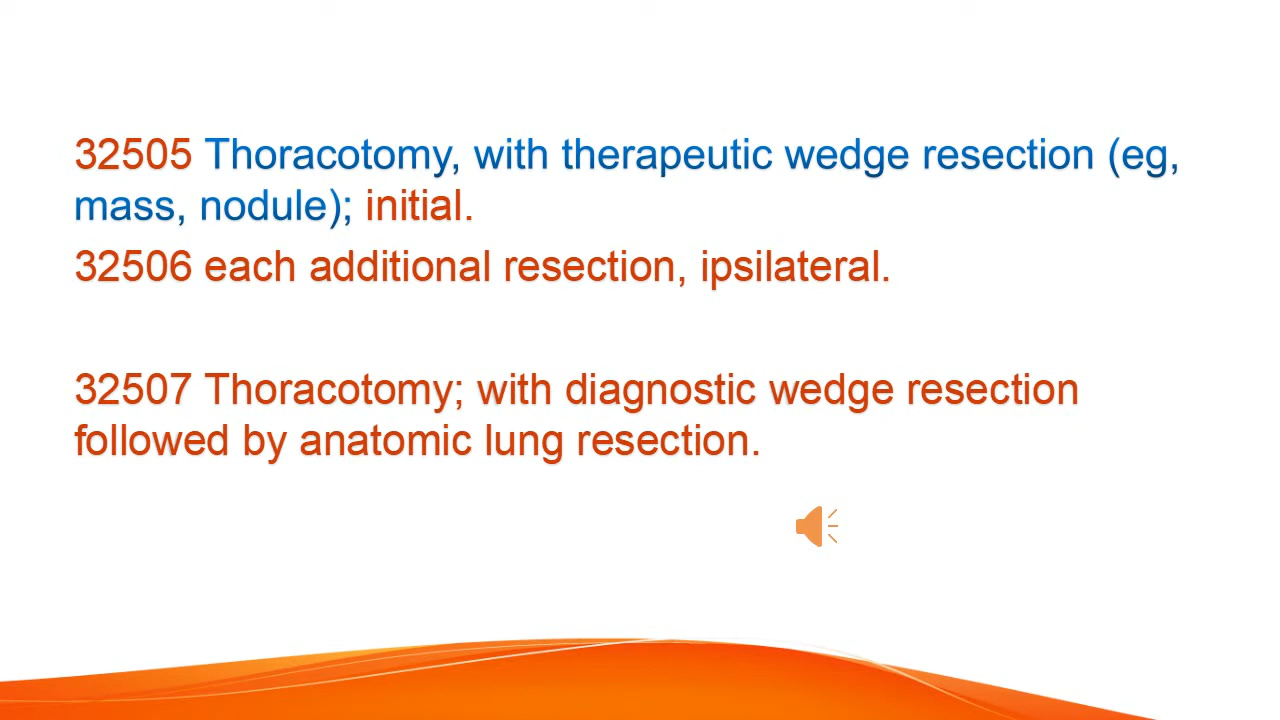 32505 Thoracotomy, with therapeutic wedge resection (eg,
mass, nodule); initial.
32506 each additional resection, ipsilateral.
32507 Thoracotomy; with diagnostic wedge resection
followed by anatomic lung resection.